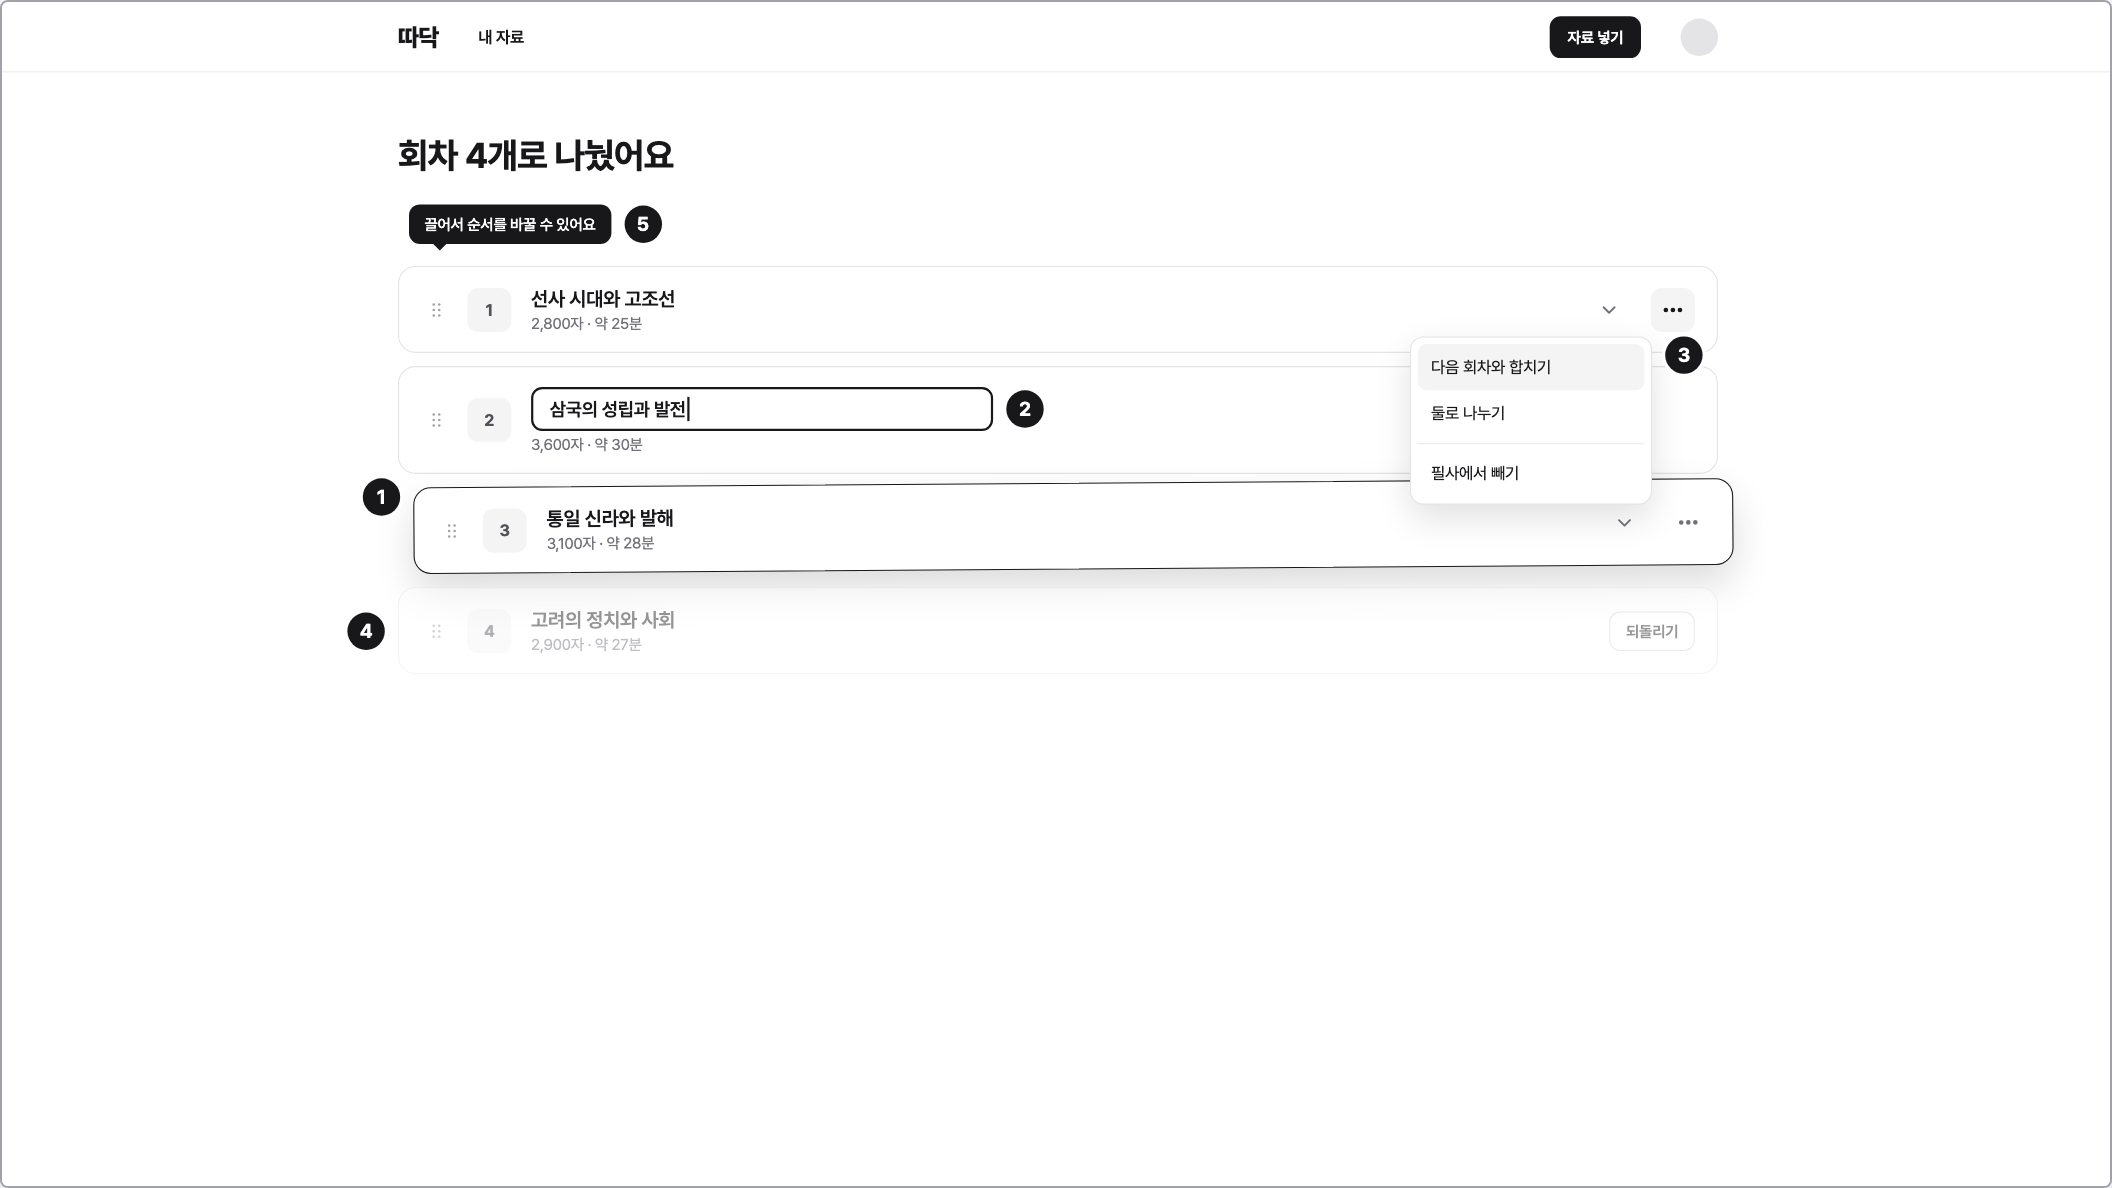 따닥
내 자료
자료 넣기
회차 4개로 나눴어요
끌어서 순서를 바꿀 수 있어요
5
1
선사 시대와 고조선
2,800자 · 약 25분
3
다음 회차와 합치기
둘로 나누기
필사에서 빼기
2
삼국의 성립과 발전
2
3,600자 · 약 30분
1
3
통일 신라와 발해
3,100자 · 약 28분
4
4
고려의 정치와 사회
2,900자 · 약 27분
되돌리기